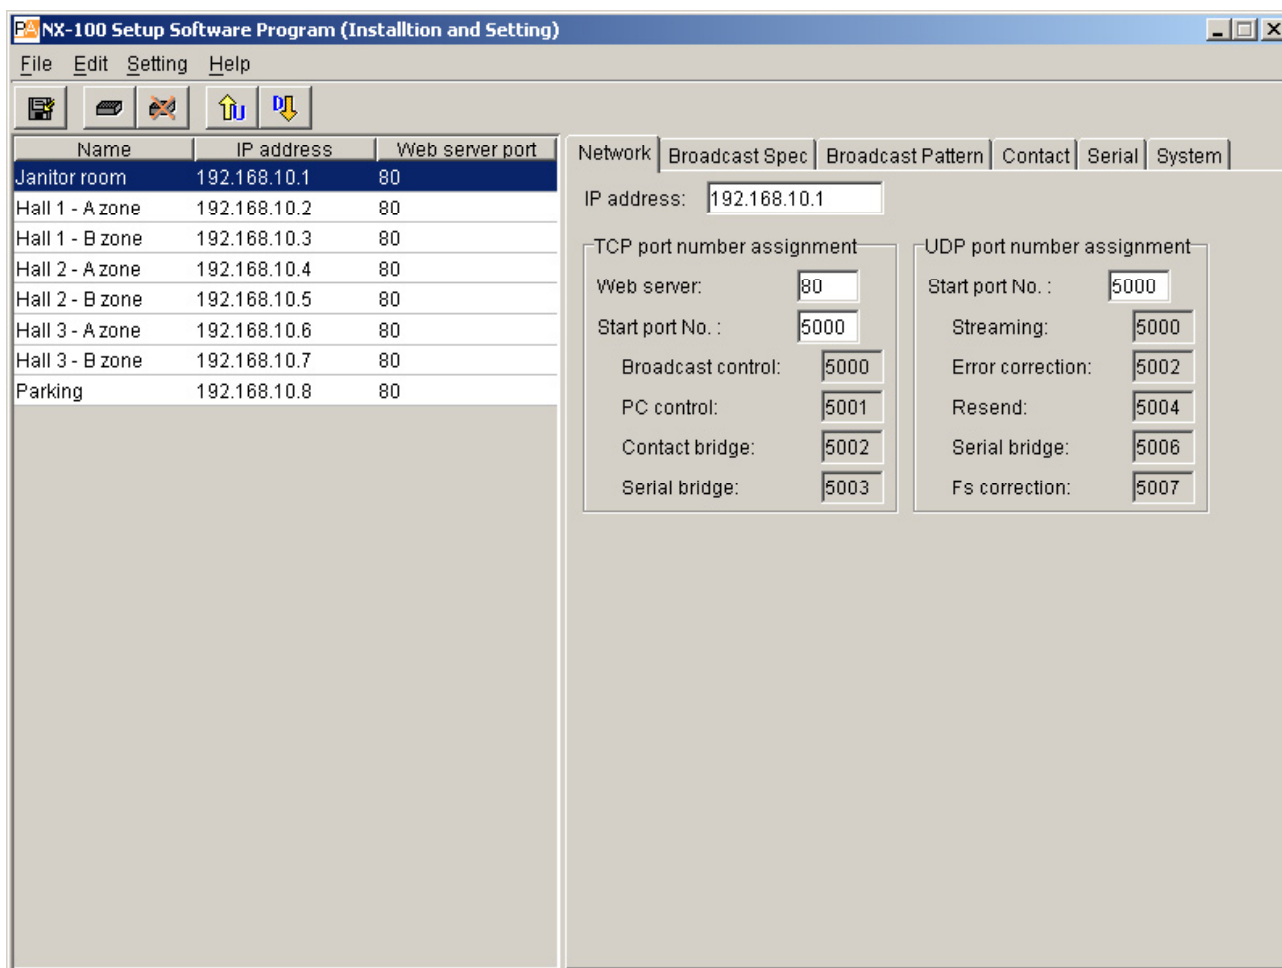 PA NX-100 Setup Software Program (Installtion and Setting)
File Edit Setting Help
U D
Name IP address Web server port
Janitor room 192.168.10.1 80
Hall 1 - A zone 192.168.10.2 80
Hall 1 - B zone 192.168.10.3 80
Hall 2 - A zone 192.168.10.4 80
Hall 2 - B zone 192.168.10.5 80
Hall 3 - A zone 192.168.10.6 80
Hall 3 - B zone 192.168.10.7 80
Parking 192.168.10.8 80
Network Broadcast Spec Broadcast Pattern Contact Serial System
IP address: 192.168.10.1
TCP port number assignment
Web server: 80
Start port No. : 5000
Broadcast control: 5000
PC control: 5001
Contact bridge: 5002
Serial bridge: 5003
UDP port number assignment
Start port No. : 5000
Streaming: 5000
Error correction: 5002
Resend: 5004
Serial bridge: 5006
Fs correction: 5007